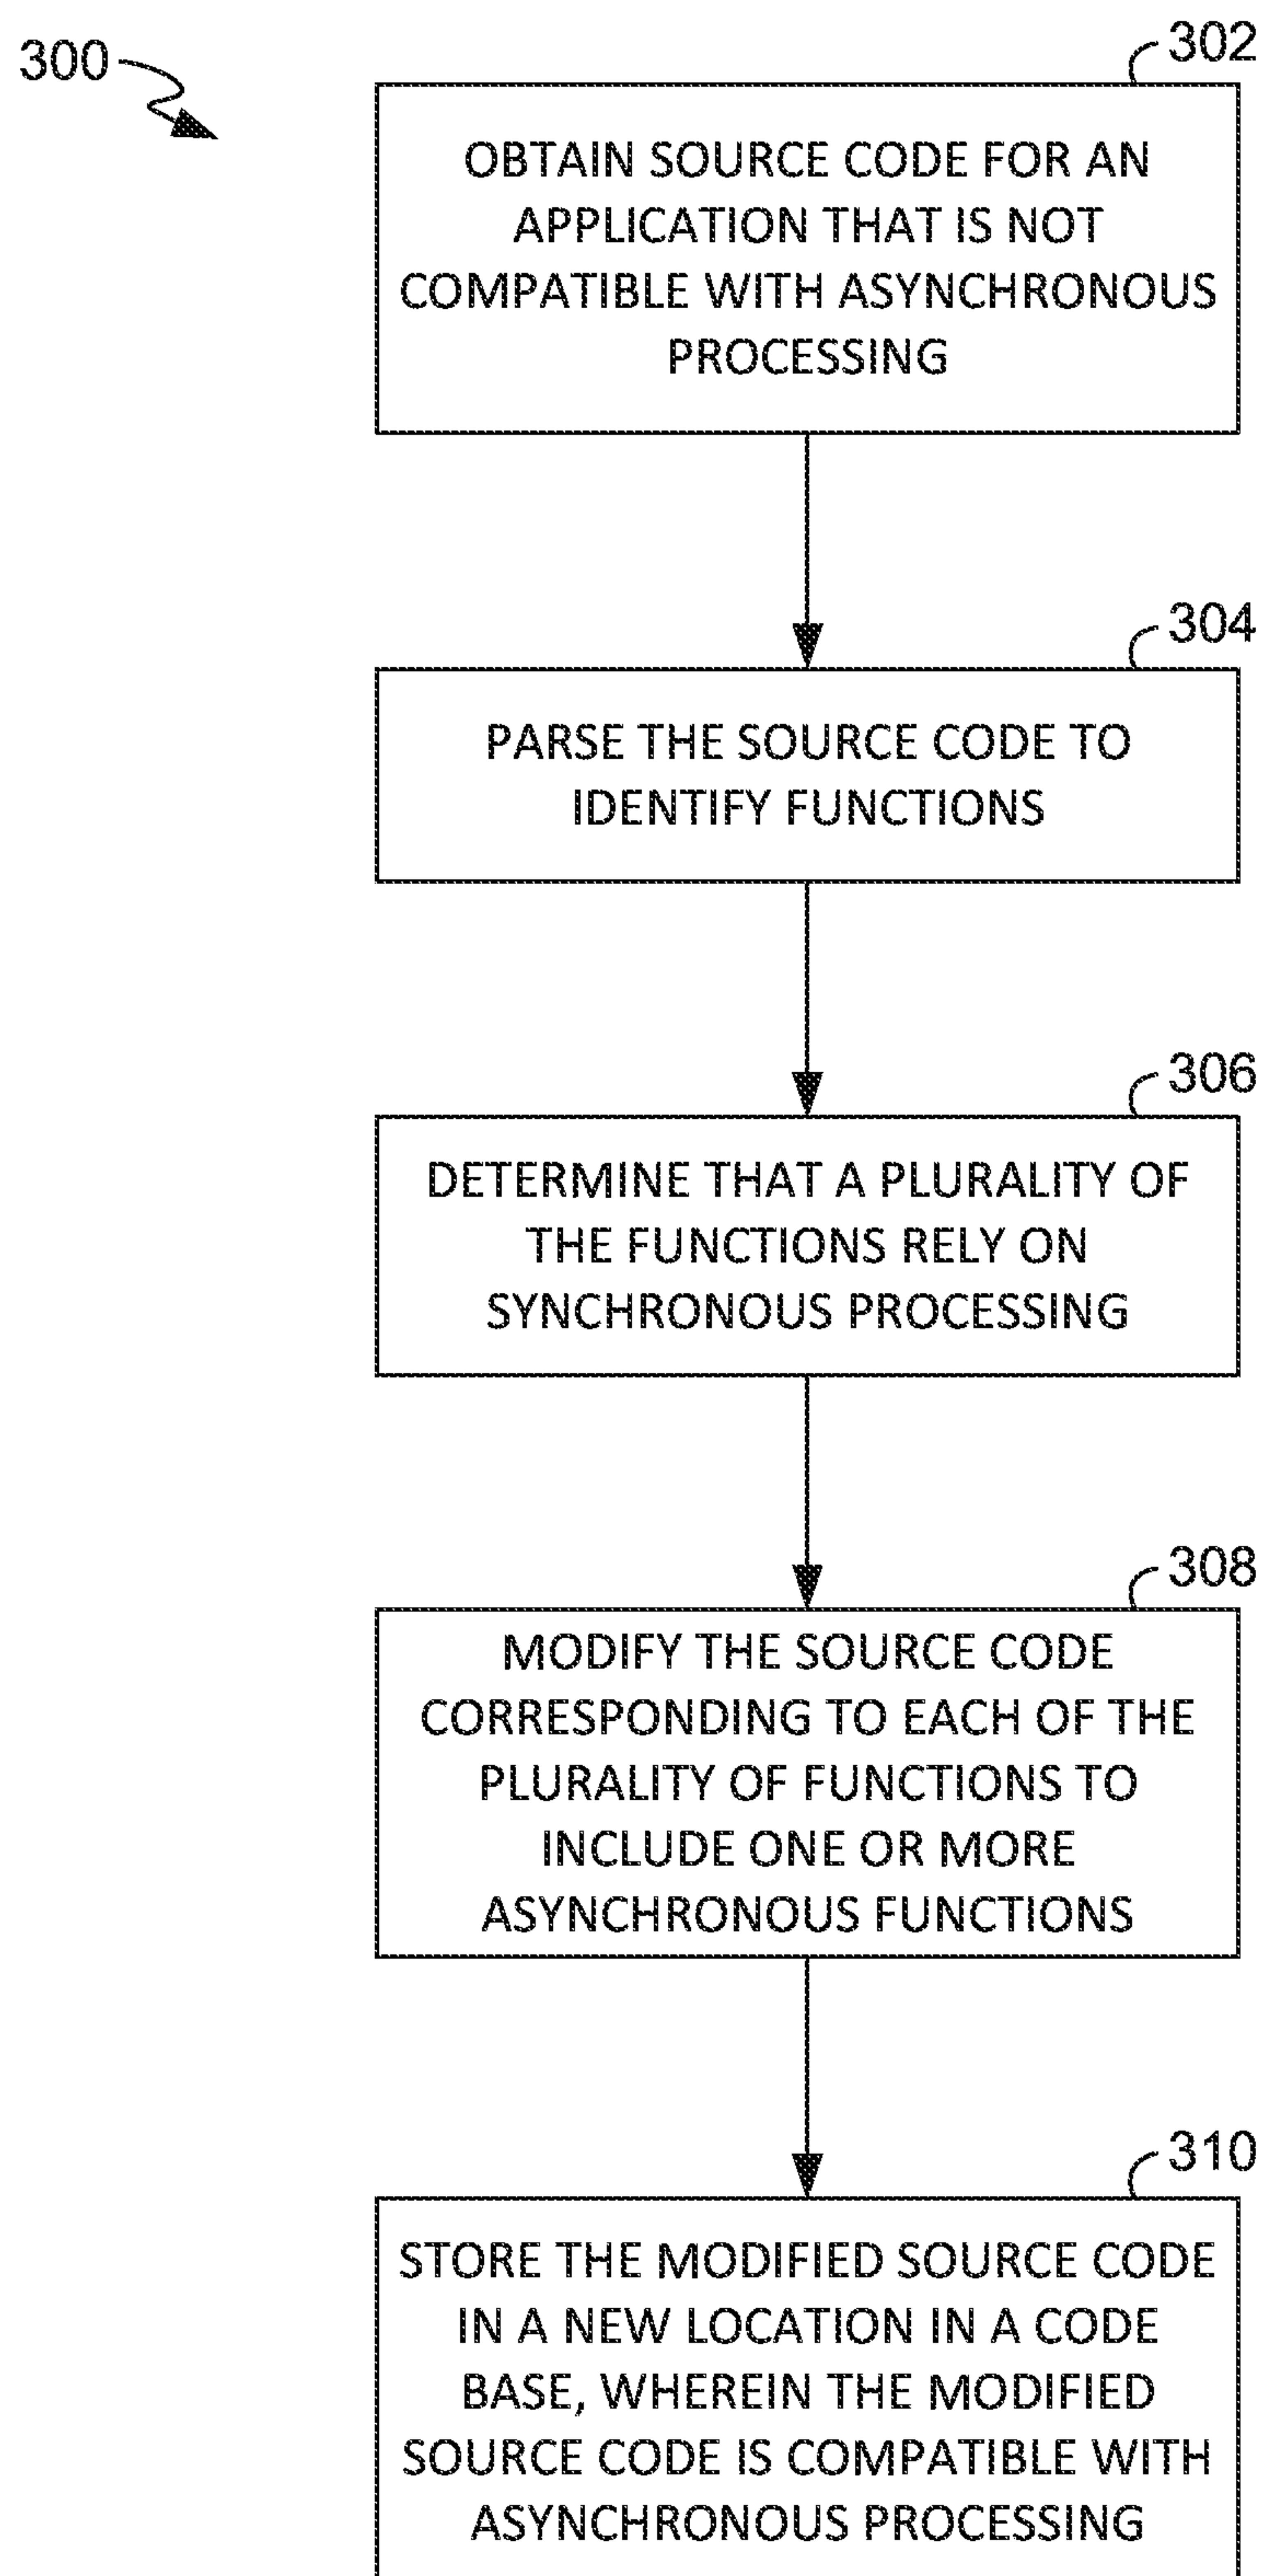 300
302
OBTAIN SOURCE CODE FOR AN
APPLICATION THAT IS NOT
COMPATIBLE WITH ASYNCHRONOUS
PROCESSING
304
PARSE THE SOURCE CODE TO
IDENTIFY FUNCTIONS
306
DETERMINE THAT A PLURALITY OF
THE FUNCTIONS RELY ON
SYNCHRONOUS PROCESSING
308
MODIFY THE SOURCE CODE
CORRESPONDING TO EACH OF THE
PLURALITY OF FUNCTIONS TO
INCLUDE ONE OR MORE
ASYNCHRONOUS FUNCTIONS
310
STORE THE MODIFIED SOURCE CODE
IN A NEW LOCATION IN A CODE
BASE, WHEREIN THE MODIFIED
SOURCE CODE IS COMPATIBLE WITH
ASYNCHRONOUS PROCESSING